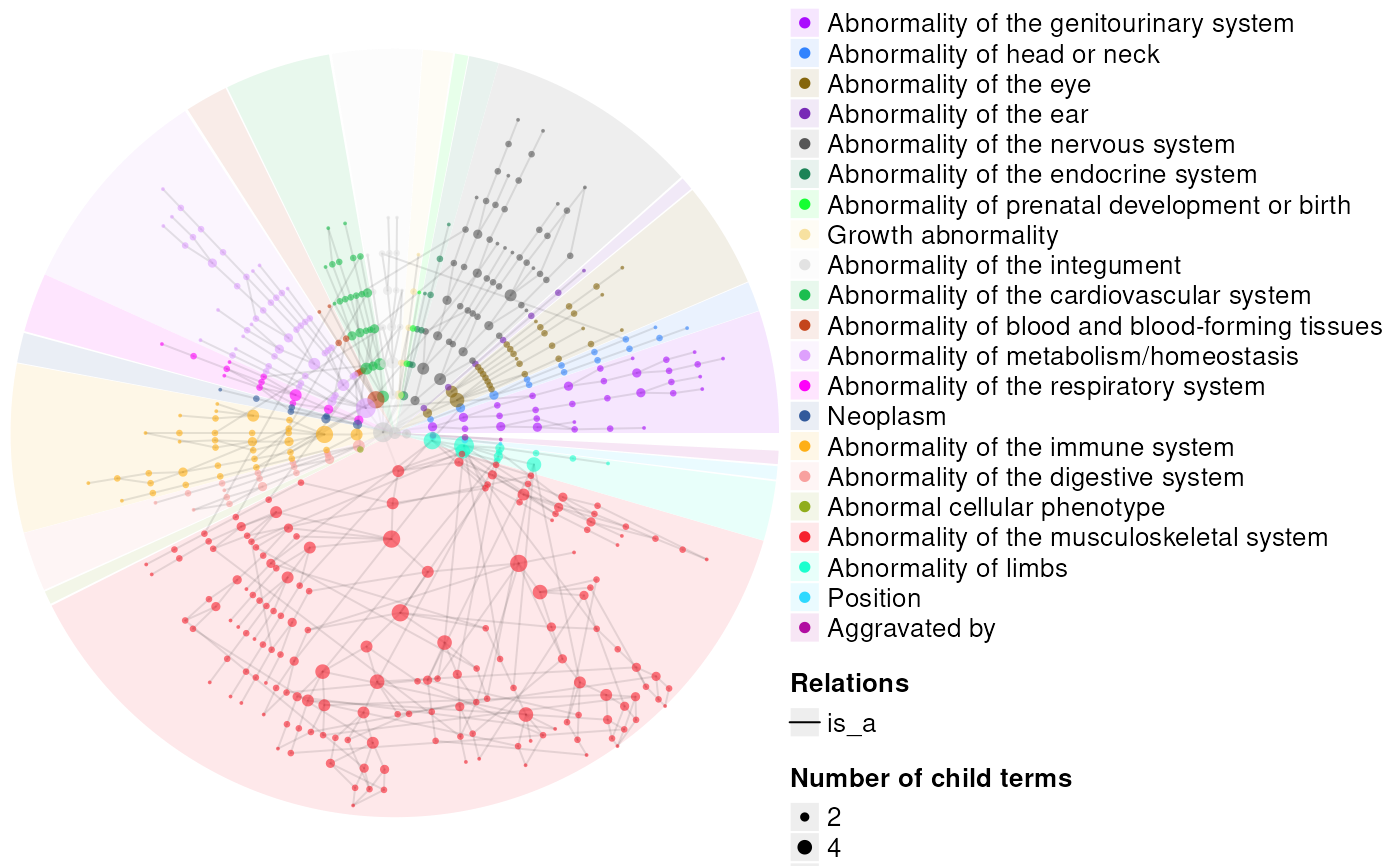 Abnormality of the genitourinary system
Abnormality of head or neck
Abnormality of the eye
Abnormality of the ear
Abnormality of the nervous system
Abnormality of the endocrine system
Abnormality of prenatal development or birth
Growth abnormality
Abnormality of the integument
Abnormality of the cardiovascular system
Abnormality of blood and blood-forming tissues
Abnormality of metabolism/homeostasis
Abnormality of the respiratory system
Neoplasm
Abnormality of the immune system
Abnormality of the digestive system
Abnormal cellular phenotype
Abnormality of the musculoskeletal system
Abnormality of limbs
Position
Aggravated by
Relations
is_a
Number of child terms
2
4